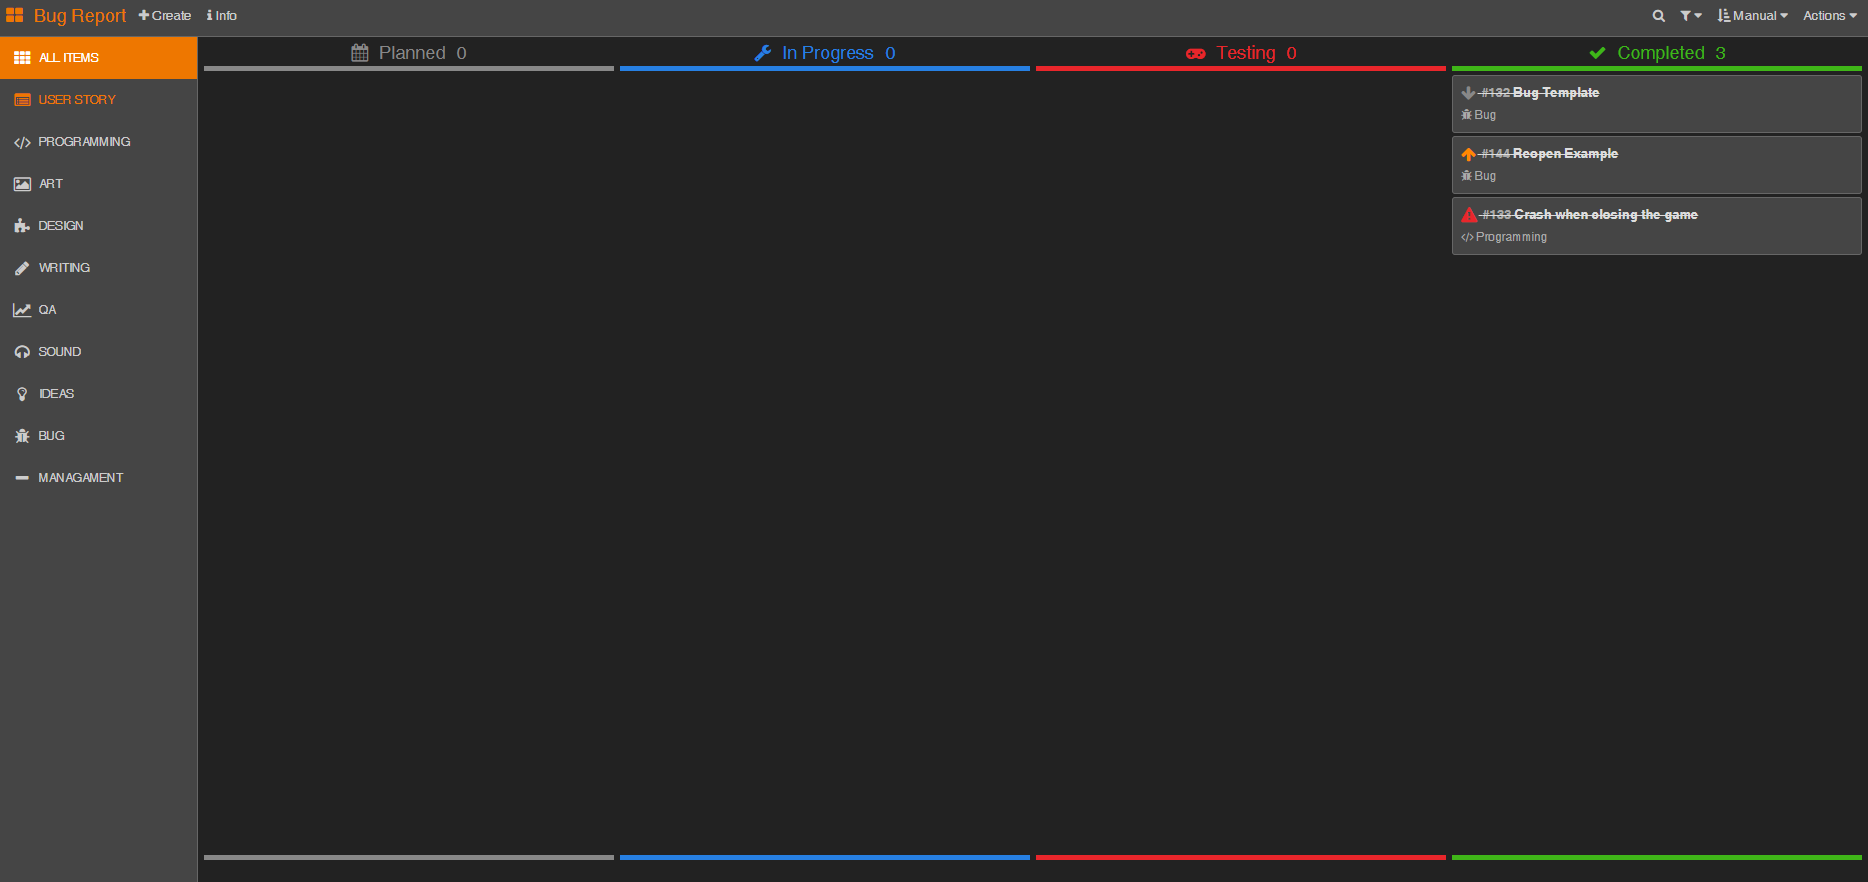 Bug Report Create Info Manual Actions
ALL ITEMS
USER STORY
PROGRAMMING
ART
DESIGN
WRITING
QA
SOUND
IDEAS
BUG
MANAGAMENT
Planned 0
In Progress 0
Testing 0
Completed 3
#132 Bug Template
Bug
#144 Reopen Example
Bug
#133 Crash when closing the game
Programming